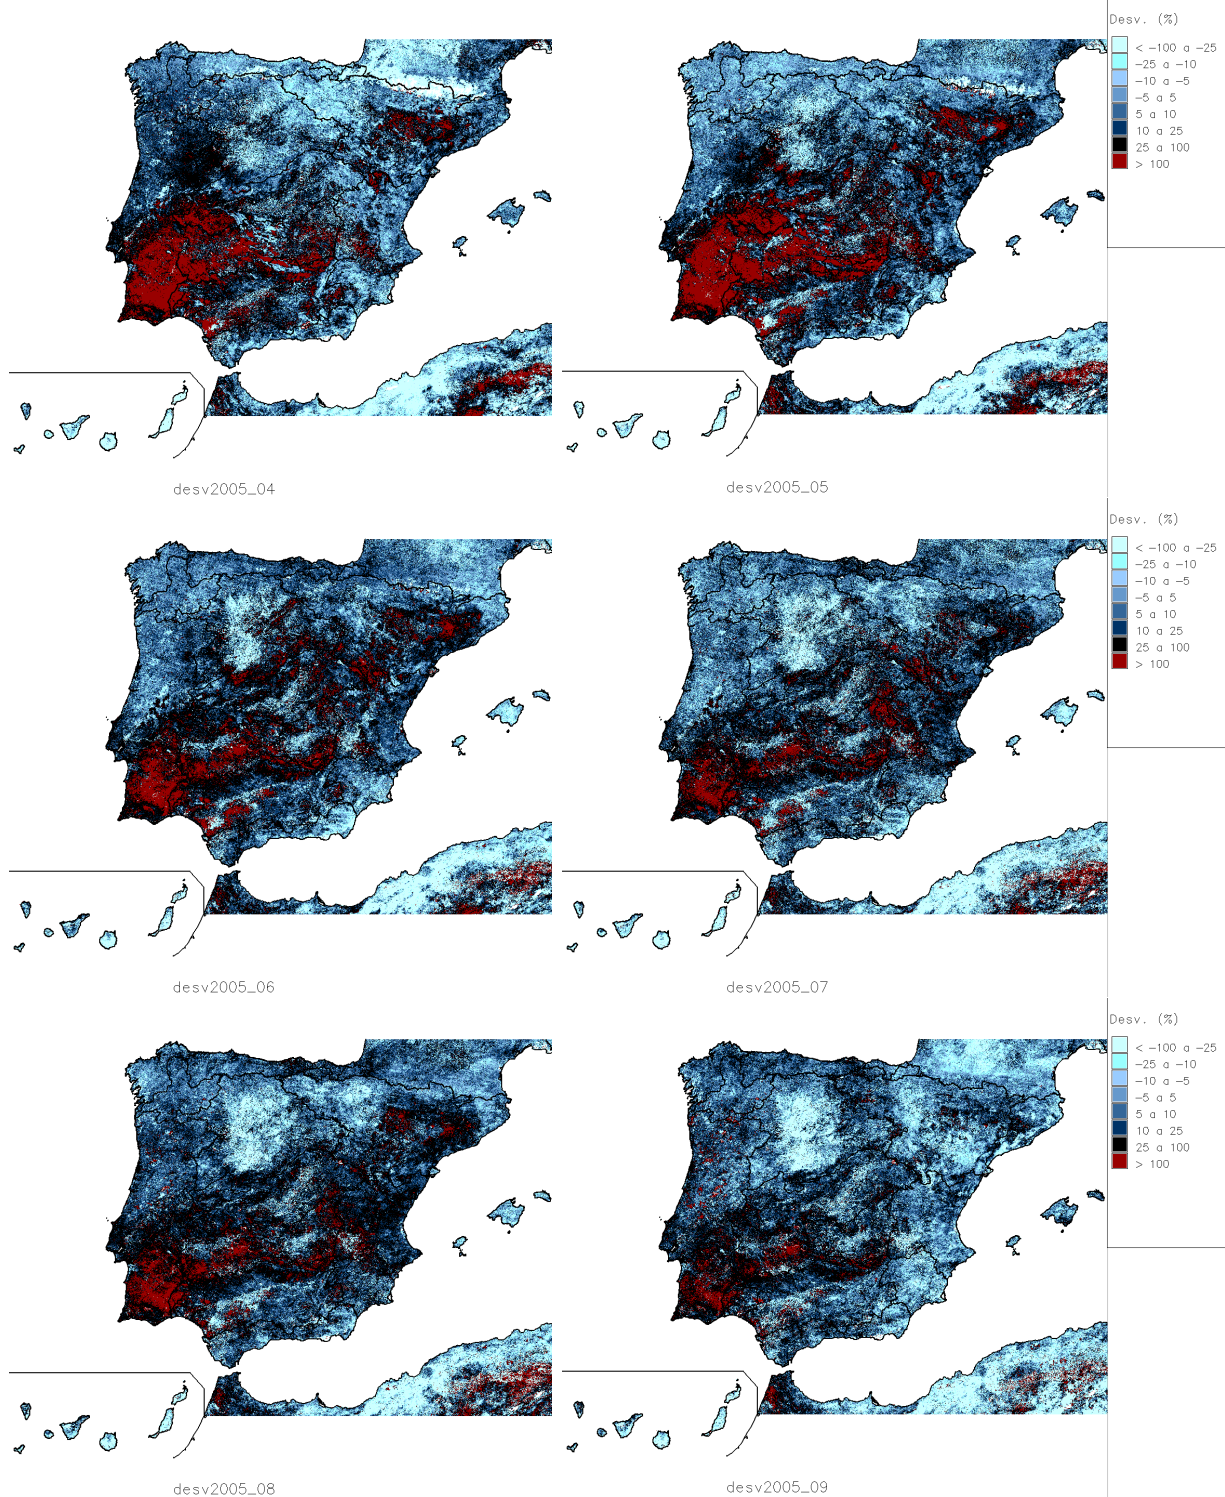 Desv. (%)
< -100 a -25
-25 a -10
-10 a -5
-5 a 5
5 a 10
10 a 25
25 a 100
> 100
desv2005_04
desv2005_05
Desv. (%)
< -100 a -25
-25 a -10
-10 a -5
-5 a 5
5 a 10
10 a 25
25 a 100
> 100
desv2005_06
desv2005_07
Desv. (%)
< -100 a -25
-25 a -10
-10 a -5
-5 a 5
5 a 10
10 a 25
25 a 100
> 100
desv2005_08
desv2005_09